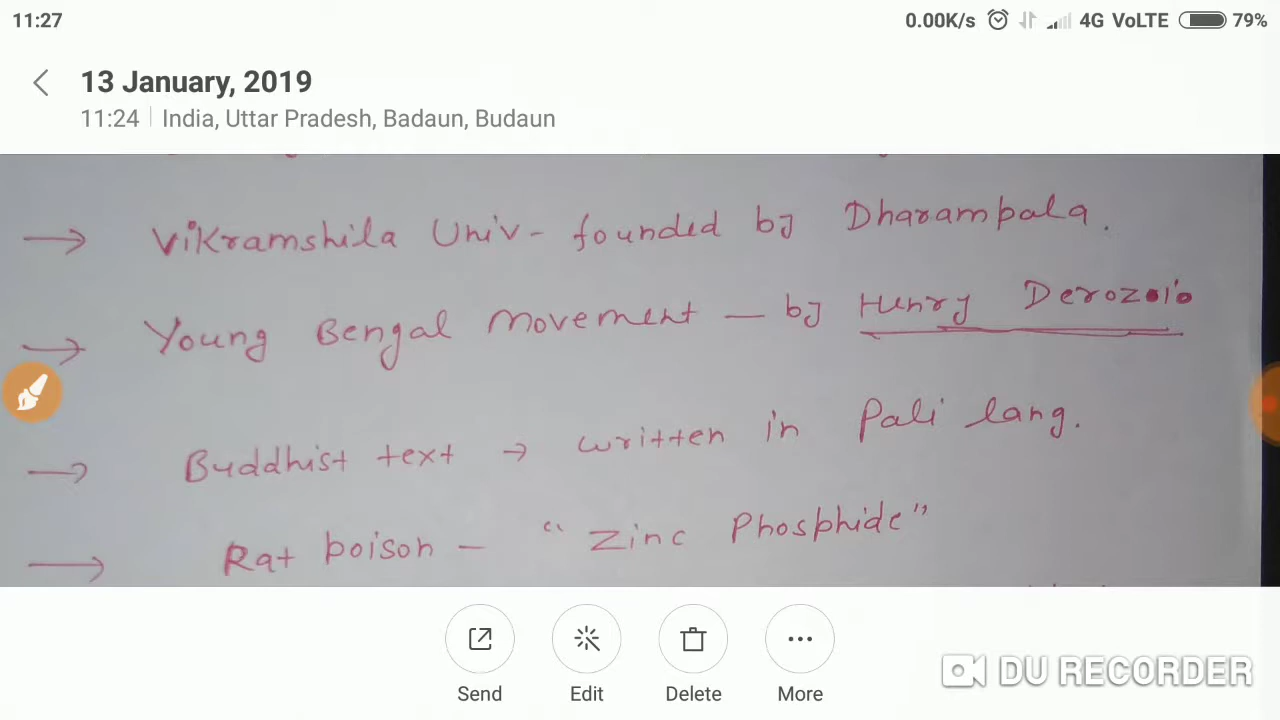 11:27 0.00K/s 4G VoLTE 79%
13 January, 2019
11:24 | India, Uttar Pradesh, Badaun, Budaun
→ Vikramshila Univ- founded by Dharampala.
→ Young Bengal Movement — by Henry Derozio
→ Buddhist text → written in Pali lang.
→ Rat poison — "Zinc Phosphide"
Send Edit Delete More
DU RECORDER